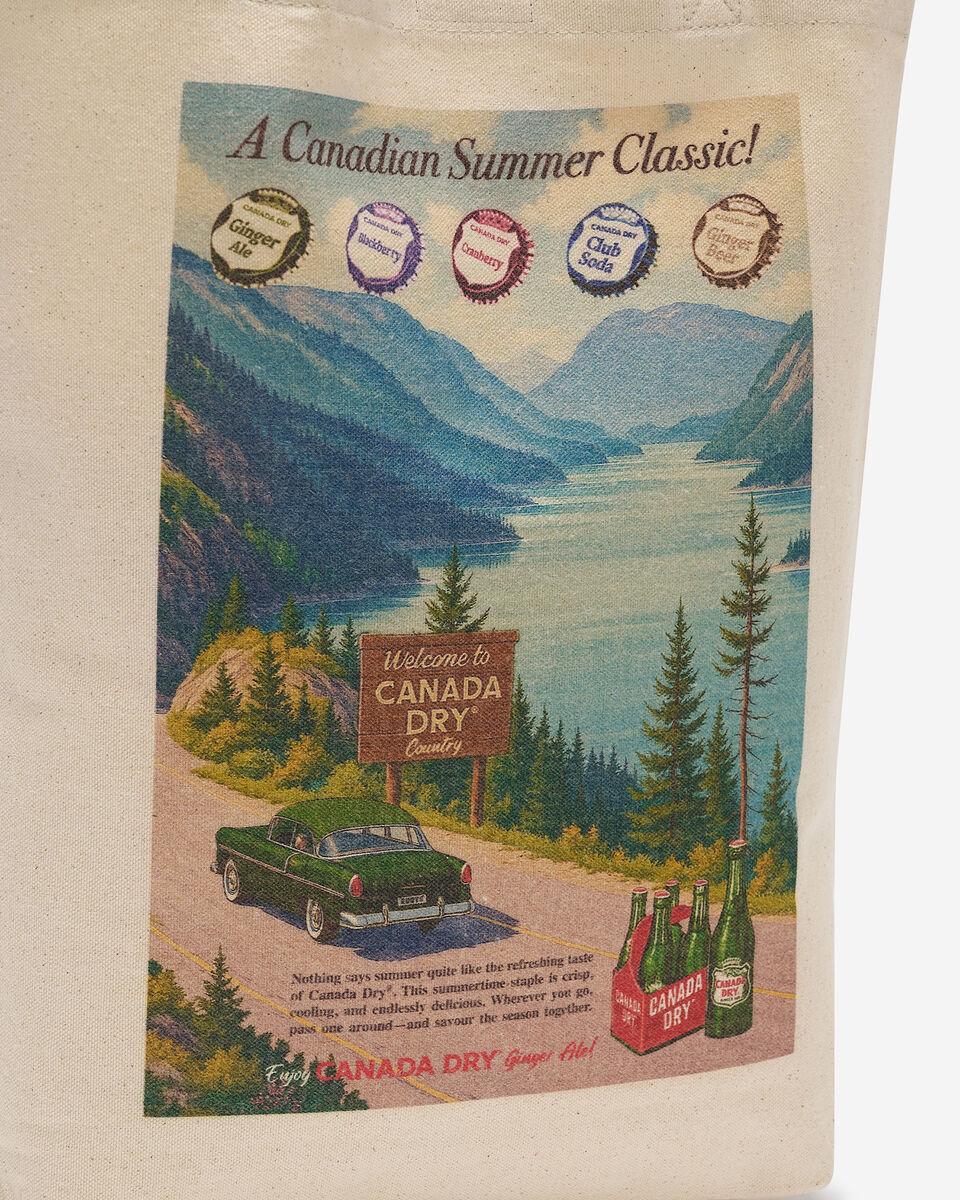 A Canadian Summer Classic!
CANADA DRY
Ginger
Ale
CANADA DRY
Blackberry
CANADA DRY
Cranberry
CANADA DRY
Club
Soda
CANADA DRY
Ginger
Beer
Welcome to
CANADA
DRY®
Country
Nothing says summer quite like the refreshing taste
of Canada Dry®. This summertime staple is crisp,
cooling, and endlessly delicious. Wherever you go,
pass one around—and savour the season together.
CANADA
DRY
CANADA
DRY
CANADA
DRY
Enjoy CANADA DRY Ginger Ale!